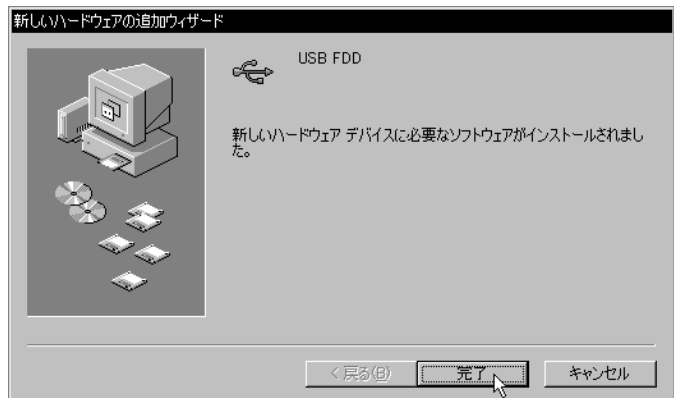 新しいハードウェアの追加ウィザード
USB FDD
新しいハードウェア デバイスに必要なソフトウェアがインストールされまし
た。
< 戻る(B)
完了
キャンセル